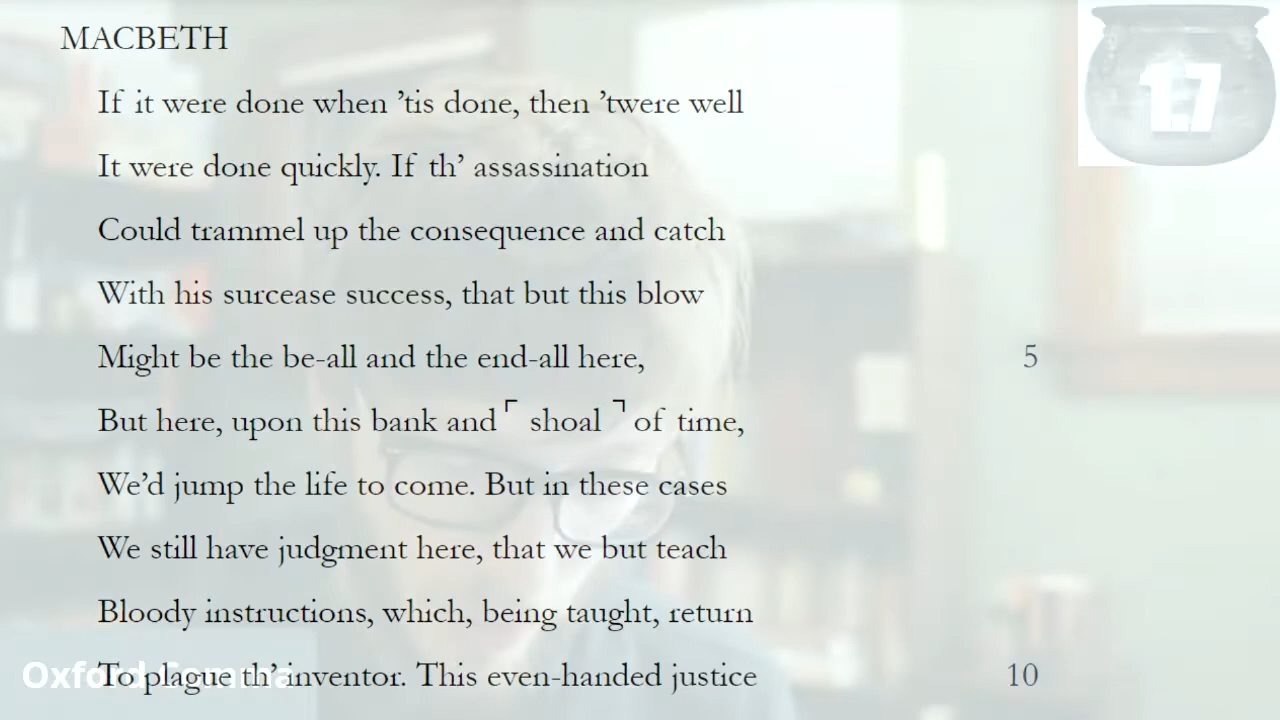 MACBETH
17
If it were done when ’tis done, then ’twere well
It were done quickly. If th’ assassination
Could trammel up the consequence and catch
With his surcease success, that but this blow
Might be the be-all and the end-all here, 5
But here, upon this bank and ⌜ shoal ⌝ of time,
We’d jump the life to come. But in these cases
We still have judgment here, that we but teach
Bloody instructions, which, being taught, return
To plague th’ inventor. This even-handed justice 10
Oxford Comma